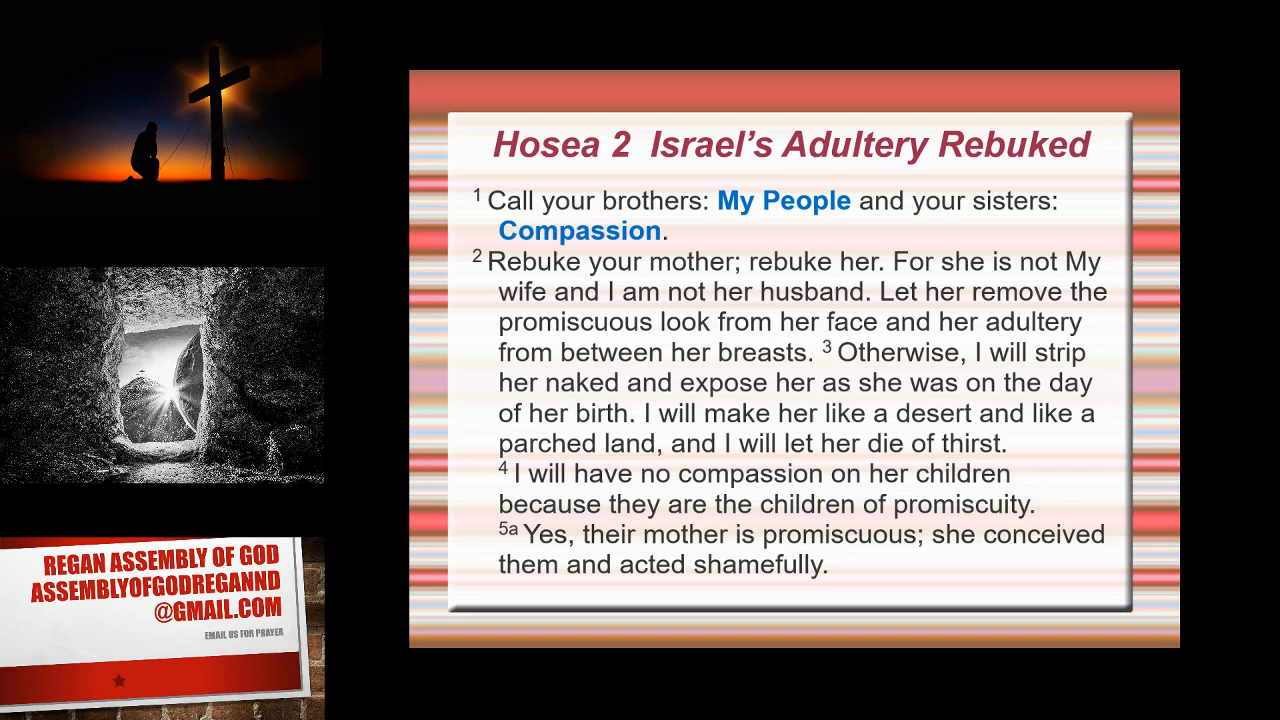 Hosea 2 Israel’s Adultery Rebuked
1 Call your brothers: My People and your sisters:
Compassion.
2 Rebuke your mother; rebuke her. For she is not My
wife and I am not her husband. Let her remove the
promiscuous look from her face and her adultery
from between her breasts. 3 Otherwise, I will strip
her naked and expose her as she was on the day
of her birth. I will make her like a desert and like a
parched land, and I will let her die of thirst.
4 I will have no compassion on her children
because they are the children of promiscuity.
5a Yes, their mother is promiscuous; she conceived
them and acted shamefully.
REGAN ASSEMBLY OF GOD
ASSEMBLYOFGODREGANND
@GMAIL.COM
EMAIL US FOR PRAYER